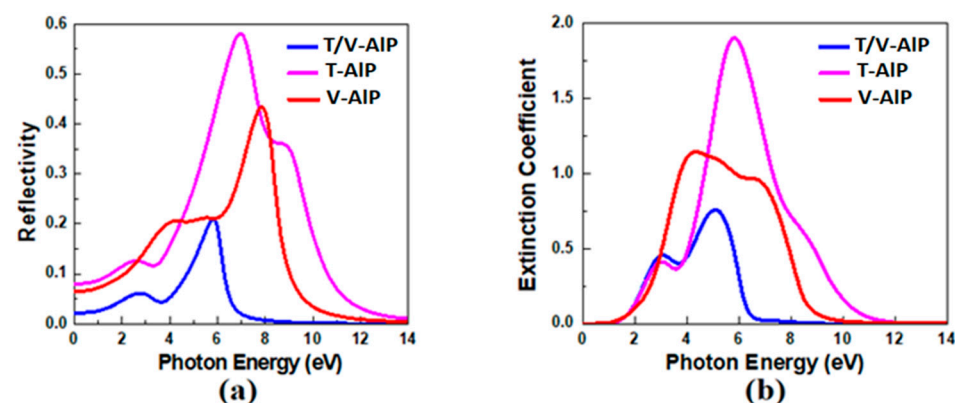 0.6
0.5
0.4
0.3
0.2
0.1
0.0
Reflectivity
T/V-AlP
T-AlP
V-AlP
0 2 4 6 8 10 12 14
Photon Energy (eV)
(a)
2.0
1.5
1.0
0.5
0.0
Extinction Coefficient
T/V-AlP
T-AlP
V-AlP
0 2 4 6 8 10 12 14
Photon Energy (eV)
(b)